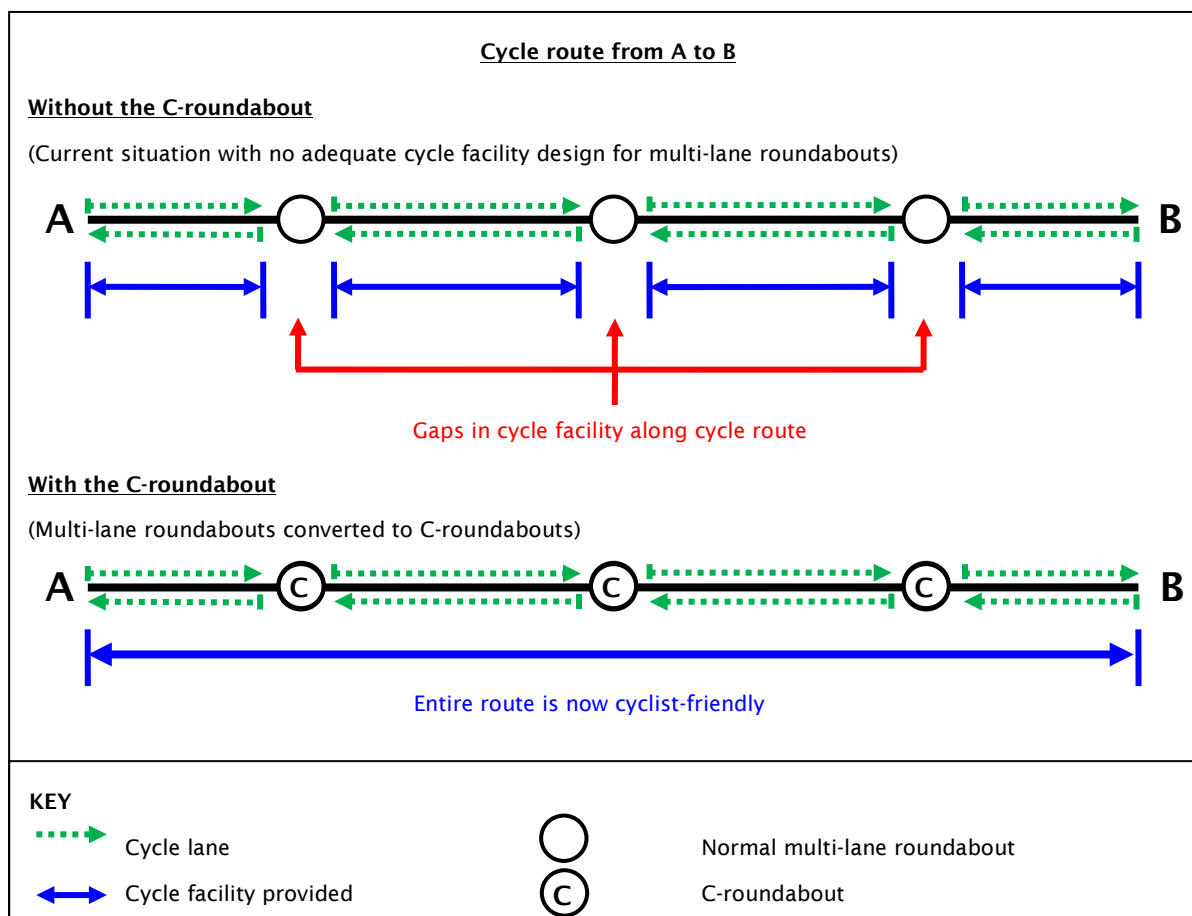 Cycle route from A to B
Without the C-roundabout
(Current situation with no adequate cycle facility design for multi-lane roundabouts)
A B
Gaps in cycle facility along cycle route
With the C-roundabout
(Multi-lane roundabouts converted to C-roundabouts)
A C C C B
Entire route is now cyclist-friendly
KEY
Cycle lane Normal multi-lane roundabout
Cycle facility provided C C-roundabout